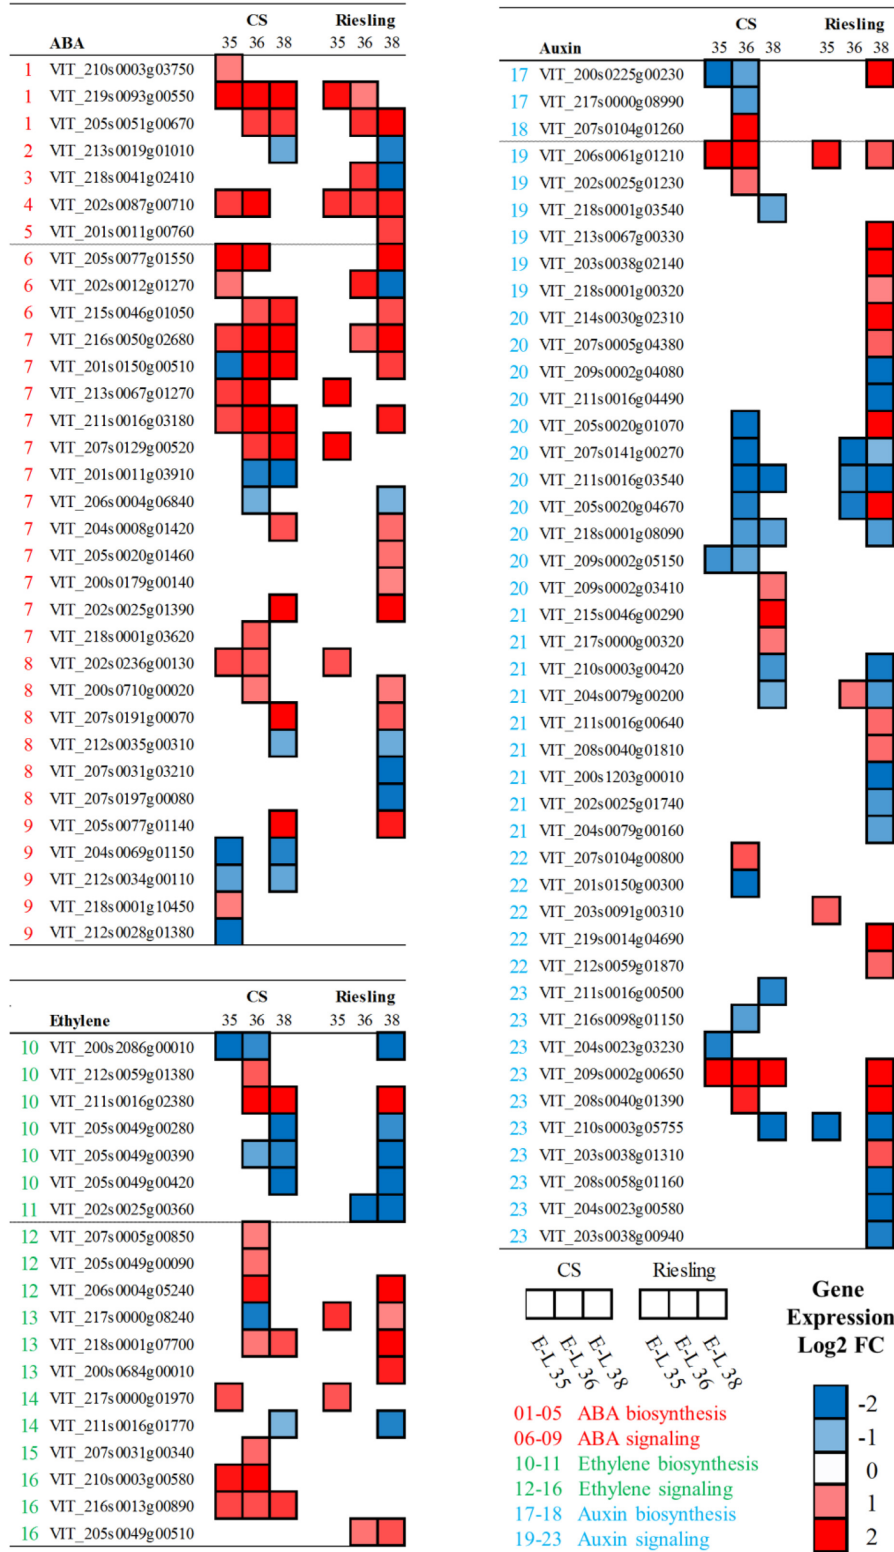 CS Riesling
ABA 35 36 38 35 36 38
1 VIT_210s0003g03750
1 VIT_219s0093g00550
1 VIT_205s0051g00670
2 VIT_213s0019g01010
3 VIT_218s0041g02410
4 VIT_202s0087g00710
5 VIT_201s0011g00760
6 VIT_205s0077g01550
6 VIT_202s0012g01270
6 VIT_215s0046g01050
7 VIT_216s0050g02680
7 VIT_201s0150g00510
7 VIT_213s0067g01270
7 VIT_211s0016g03180
7 VIT_207s0129g00520
7 VIT_201s0011g03910
7 VIT_206s0004g06840
7 VIT_204s0008g01420
7 VIT_205s0020g01460
7 VIT_200s0179g00140
7 VIT_202s0025g01390
7 VIT_218s0001g03620
8 VIT_202s0236g00130
8 VIT_200s0710g00020
8 VIT_207s0191g00070
8 VIT_212s0035g00310
8 VIT_207s0031g03210
8 VIT_207s0197g00080
9 VIT_205s0077g01140
9 VIT_204s0069g01150
9 VIT_212s0034g00110
9 VIT_218s0001g10450
9 VIT_212s0028g01380
CS Riesling
Ethylene 35 36 38 35 36 38
10 VIT_200s2086g00010
10 VIT_212s0059g01380
10 VIT_211s0016g02380
10 VIT_205s0049g00280
10 VIT_205s0049g00390
10 VIT_205s0049g00420
11 VIT_202s0025g00360
12 VIT_207s0005g00850
12 VIT_205s0049g00090
12 VIT_206s0004g05240
13 VIT_217s0000g08240
13 VIT_218s0001g07700
13 VIT_200s0684g00010
14 VIT_217s0000g01970
14 VIT_211s0016g01770
15 VIT_207s0031g00340
16 VIT_210s0003g00580
16 VIT_216s0013g00890
16 VIT_205s0049g00510
CS Riesling
Auxin 35 36 38 35 36 38
17 VIT_200s0225g00230
17 VIT_217s0000g08990
18 VIT_207s0104g01260
19 VIT_206s0061g01210
19 VIT_202s0025g01230
19 VIT_218s0001g03540
19 VIT_213s0067g00330
19 VIT_203s0038g02140
19 VIT_218s0001g00320
20 VIT_214s0030g02310
20 VIT_207s0005g04380
20 VIT_209s0002g04080
20 VIT_211s0016g04490
20 VIT_205s0020g01070
20 VIT_207s0141g00270
20 VIT_211s0016g03540
20 VIT_205s0020g04670
20 VIT_218s0001g08090
20 VIT_209s0002g05150
20 VIT_209s0002g03410
21 VIT_215s0046g00290
21 VIT_217s0000g00320
21 VIT_210s0003g00420
21 VIT_204s0079g00200
21 VIT_211s0016g00640
21 VIT_208s0040g01810
21 VIT_200s1203g00010
21 VIT_202s0025g01740
21 VIT_204s0079g00160
22 VIT_207s0104g00800
22 VIT_201s0150g00300
22 VIT_203s0091g00310
22 VIT_219s0014g04690
22 VIT_212s0059g01870
23 VIT_211s0016g00500
23 VIT_216s0098g01150
23 VIT_204s0023g03230
23 VIT_209s0002g00650
23 VIT_208s0040g01390
23 VIT_210s0003g05755
23 VIT_203s0038g01310
23 VIT_208s0058g01160
23 VIT_204s0023g00580
23 VIT_203s0038g00940
CS Riesling
E-L 35 E-L 36 E-L 38 E-L 35 E-L 36 E-L 38
01-05 ABA biosynthesis
06-09 ABA signaling
10-11 Ethylene biosynthesis
12-16 Ethylene signaling
17-18 Auxin biosynthesis
19-23 Auxin signaling
Gene
Expression
Log2 FC
-2
-1
0
1
2